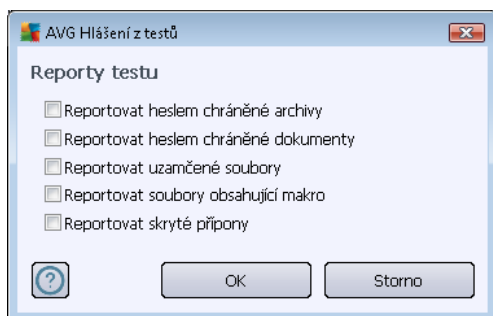 AVG Hlášení z testů
Reporty testu
Reportovat heslem chráněné archivy
Reportovat heslem chráněné dokumenty
Reportovat uzamčené soubory
Reportovat soubory obsahující makro
Reportovat skryté přípony
?
OK
Storno